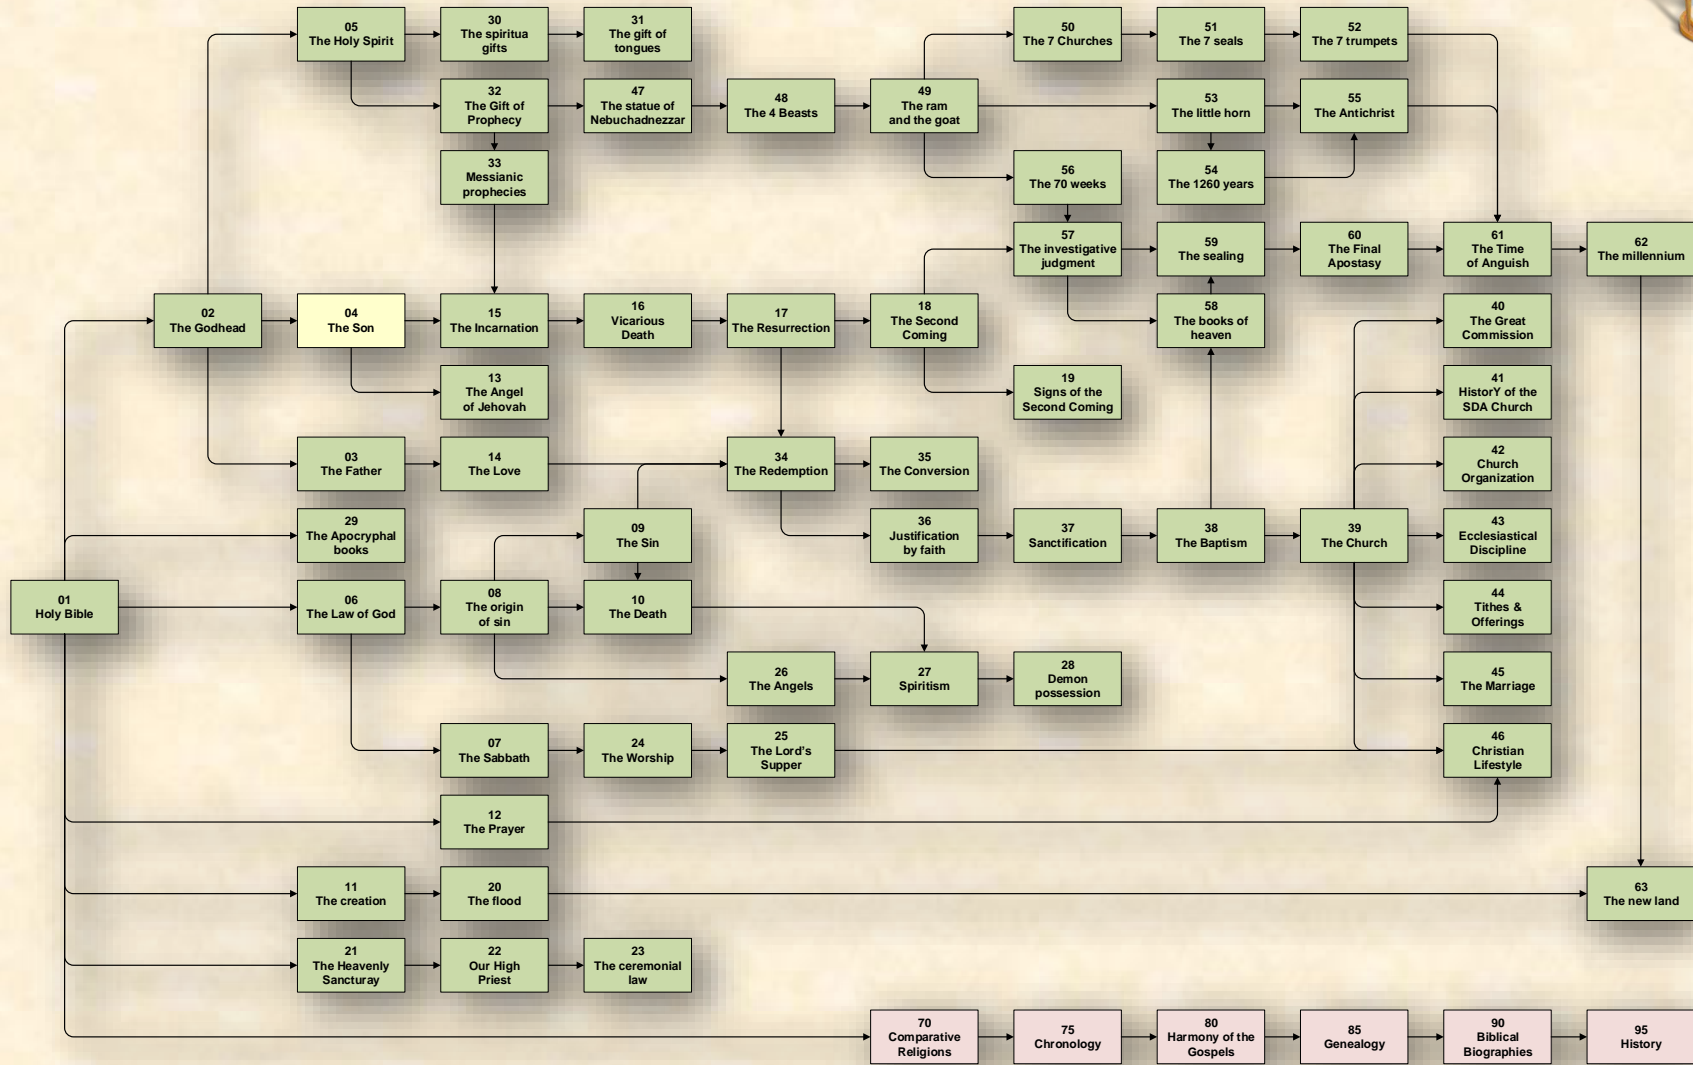 05
The Holy Spirit
30
The spiritua
gifts
31
The gift of
tongues
50
The 7 Churches
51
The 7 seals
52
The 7 trumpets
32
The Gift of
Prophecy
47
The statue of
Nebuchadnezzar
48
The 4 Beasts
49
The ram
and the goat
53
The little horn
55
The Antichrist
33
Messianic
prophecies
56
The 70 weeks
54
The 1260 years
57
The investigative
judgment
59
The sealing
60
The Final
Apostasy
61
The Time
of Anguish
62
The millennium
02
The Godhead
04
The Son
15
The Incarnation
16
Vicarious
Death
17
The Resurrection
18
The Second
Coming
58
The books of
heaven
40
The Great
Commission
13
The Angel
of Jehovah
19
Signs of the
Second Coming
41
HistorY of the
SDA Church
03
The Father
14
The Love
34
The Redemption
35
The Conversion
42
Church
Organization
29
The Apocryphal
books
09
The Sin
36
Justification
by faith
37
Sanctification
38
The Baptism
39
The Church
43
Ecclesiastical
Discipline
01
Holy Bible
06
The Law of God
08
The origin
of sin
10
The Death
44
Tithes &
Offerings
26
The Angels
27
Spiritism
28
Demon
possession
45
The Marriage
07
The Sabbath
24
The Worship
25
The Lord's
Supper
46
Christian
Lifestyle
12
The Prayer
11
The creation
20
The flood
63
The new land
21
The Heavenly
Sancturay
22
Our High
Priest
23
The ceremonial
law
70
Comparative
Religions
75
Chronology
80
Harmony of the
Gospels
85
Genealogy
90
Biblical
Biographies
95
History